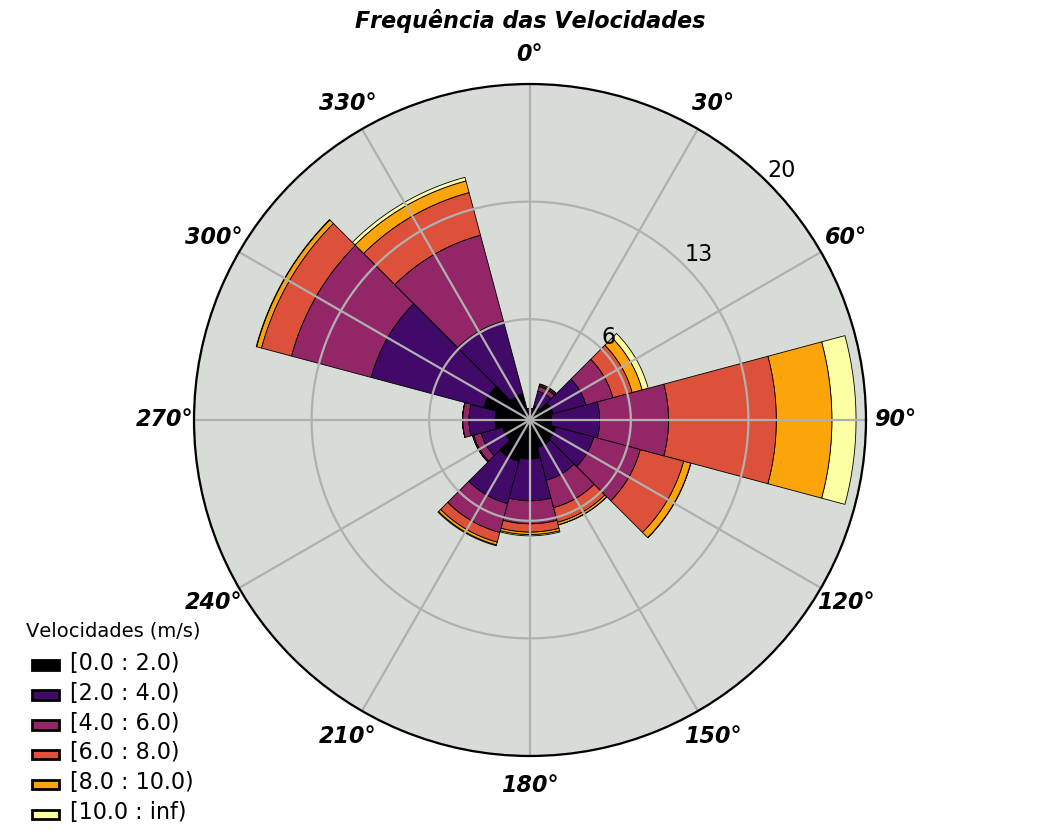 Frequência das Velocidades
0°
330°
30°
20
300°
60°
13
6
270°
90°
240°
120°
210°
150°
180°
Velocidades (m/s)
[0.0 : 2.0)
[2.0 : 4.0)
[4.0 : 6.0)
[6.0 : 8.0)
[8.0 : 10.0)
[10.0 : inf)